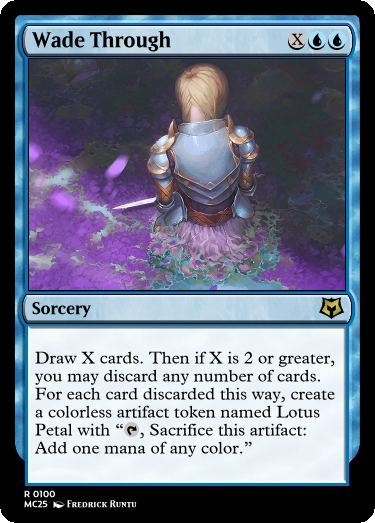 Wade Through X
Sorcery
Draw X cards. Then if X is 2 or greater,
you may discard any number of cards.
For each card discarded this way, create
a colorless artifact token named Lotus
Petal with “, Sacrifice this artifact:
Add one mana of any color.”
R 0100
MC25 Fredrick Runtu